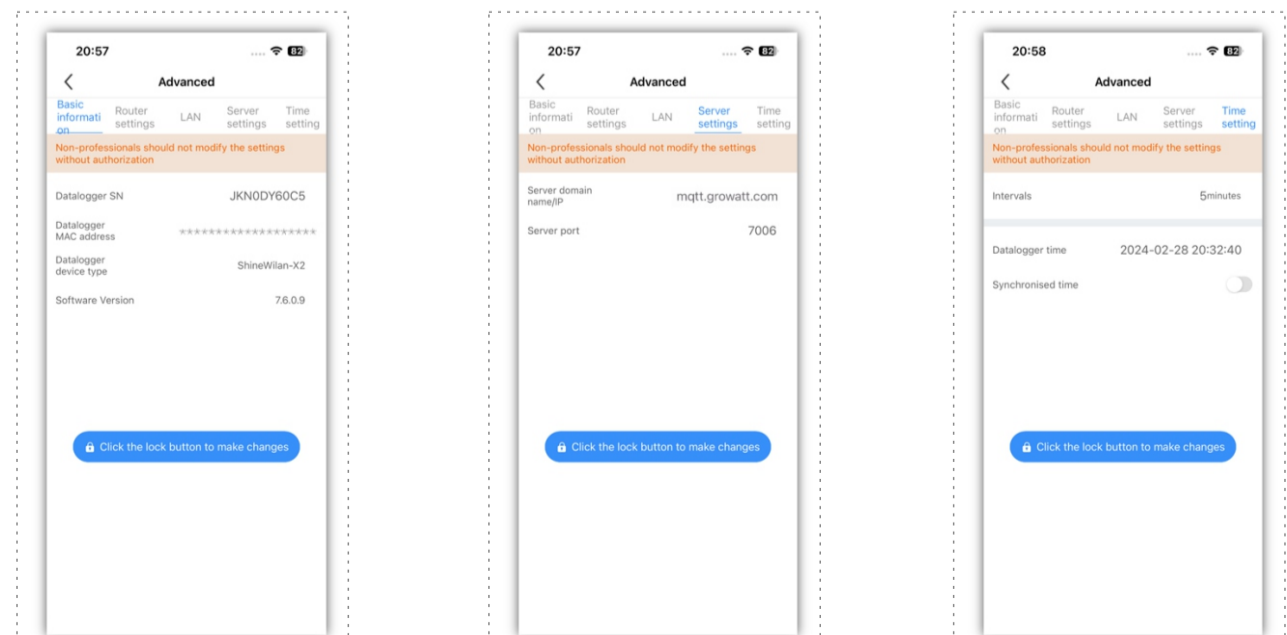 20:57
82
Advanced
Basic
informati
on
Router
settings
LAN
Server
settings
Time
setting
Non-professionals should not modify the settings
without authorization
Datalogger SN
JKN0DY60C5
Datalogger
MAC address
*******************
Datalogger
device type
ShineWilan-X2
Software Version
7.6.0.9
Click the lock button to make changes
20:57
82
Advanced
Basic
informati
on
Router
settings
LAN
Server
settings
Time
setting
Non-professionals should not modify the settings
without authorization
Server domain
name/IP
mqtt.growatt.com
Server port
7006
Click the lock button to make changes
20:58
82
Advanced
Basic
informati
on
Router
settings
LAN
Server
settings
Time
setting
Non-professionals should not modify the settings
without authorization
Intervals
5minutes
Datalogger time
2024-02-28 20:32:40
Synchronised time
Click the lock button to make changes